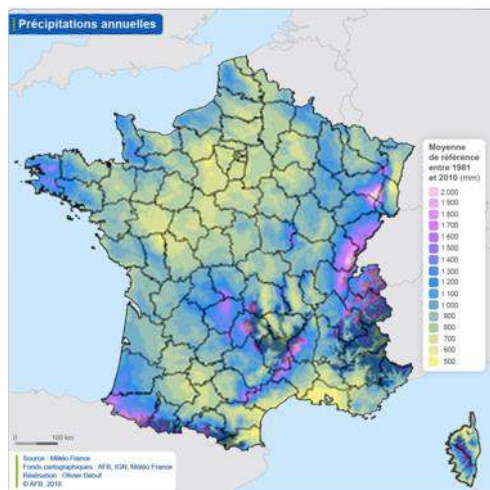 Précipitations annuelles
Moyenne
de référence
entre 1981
et 2010 (mm)
2 000
1 900
1 800
1 700
1 600
1 500
1 400
1 300
1 200
1 100
1 000
900
800
700
600
500
0 100 km
Source : Météo France
Fonds cartographiques : AFB, IGN, Météo France
Réalisation : Olivier Debuf
© AFB, 2018